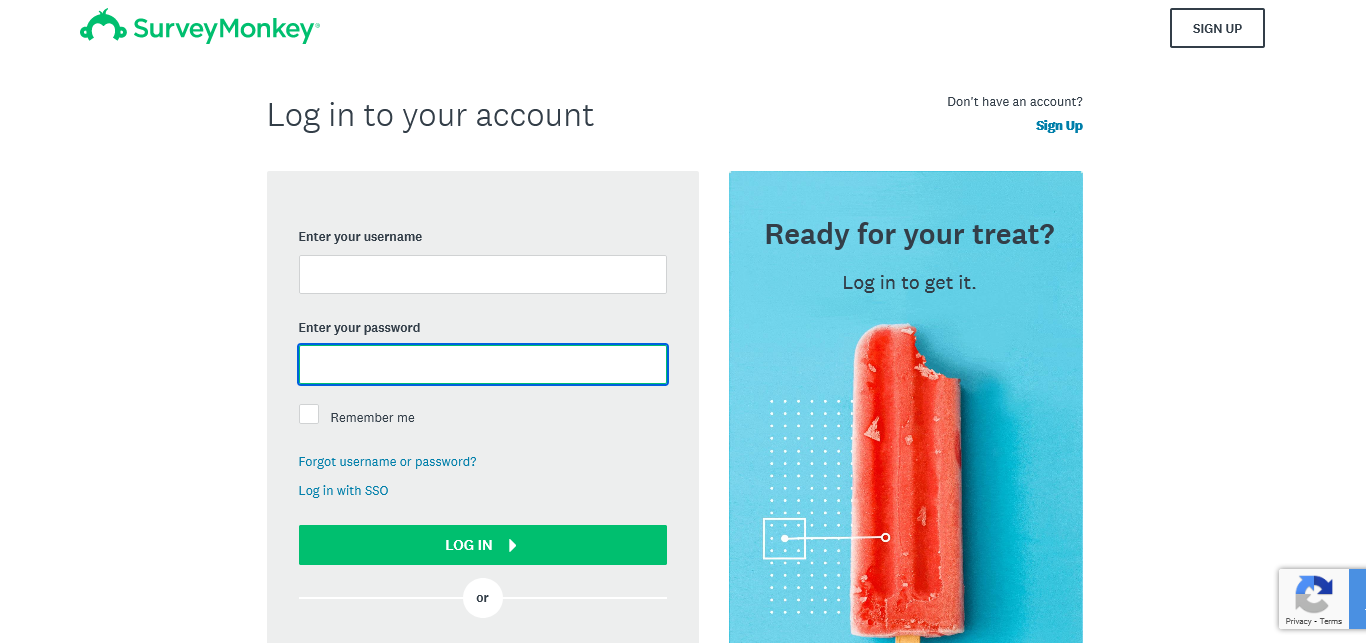 SurveyMonkey®
SIGN UP
Log in to your account
Don't have an account?
Sign Up
Enter your username
Enter your password
Remember me
Forgot username or password?
Log in with SSO
LOG IN
or
Ready for your treat?
Log in to get it.
Privacy - Terms